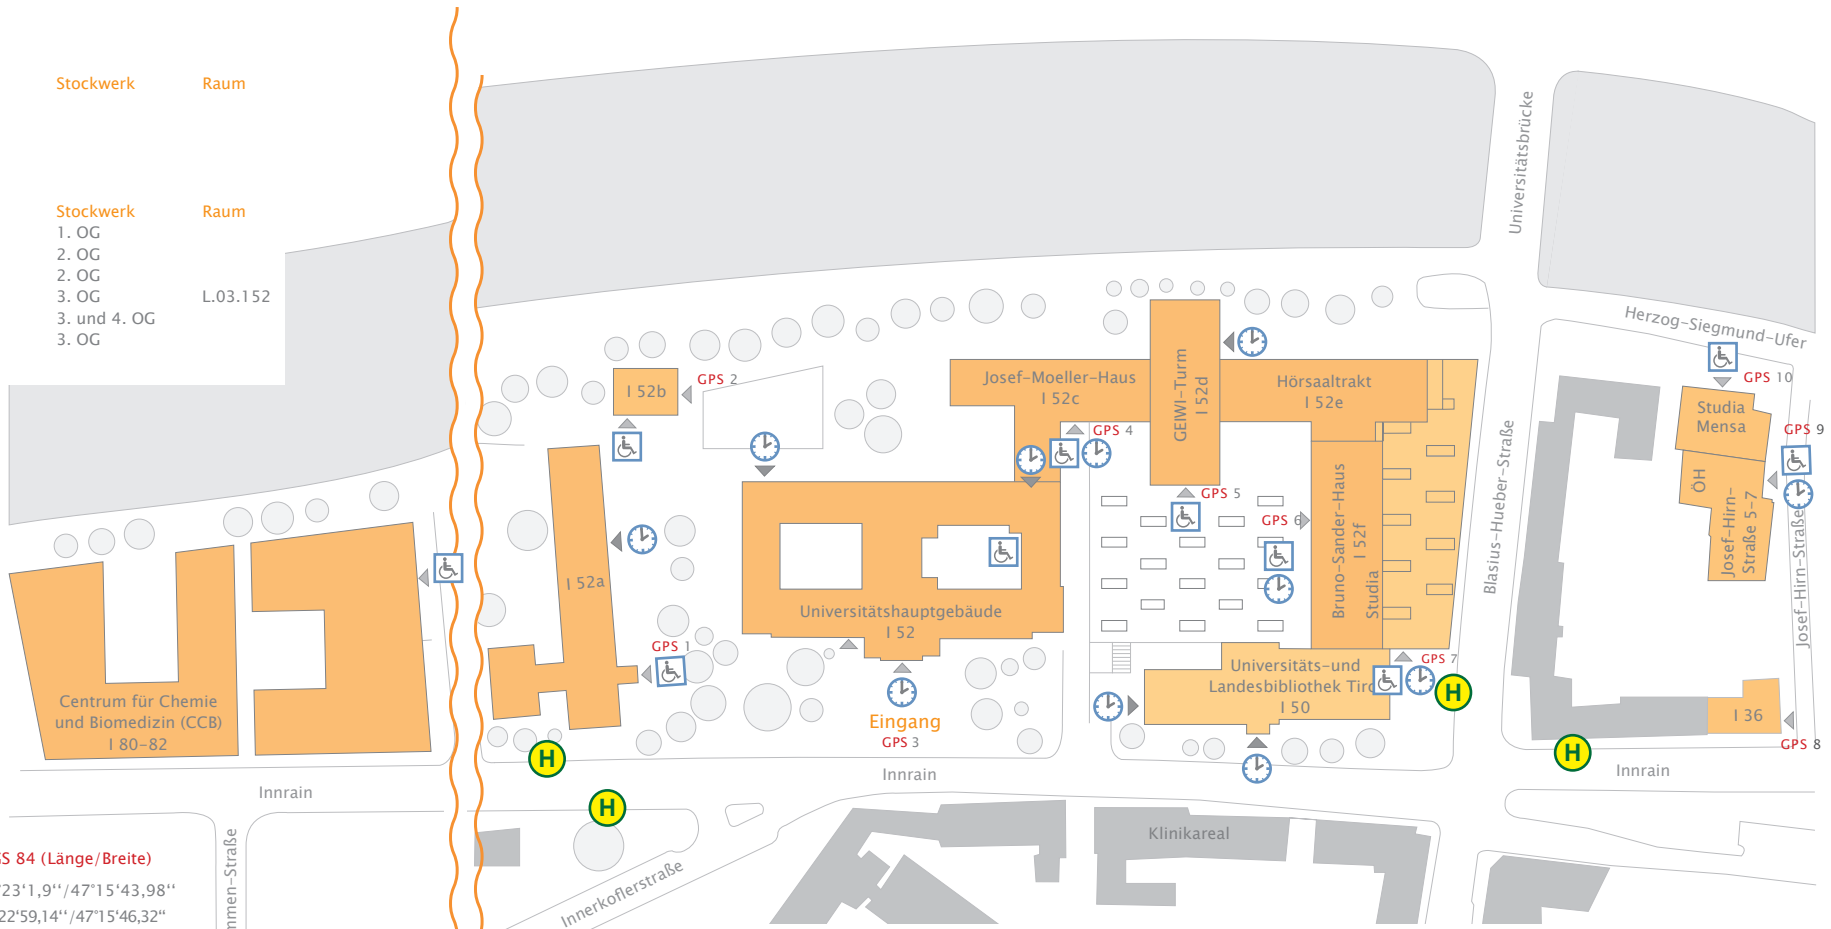 Stockwerk Raum
Stockwerk Raum
1. OG
2. OG
2. OG
3. OG L.03.152
3. und 4. OG
3. OG
Universitätsbrücke
Herzog-Siegmund-Ufer
GPS 10
Studia
Mensa
GPS 9
ÖH
Josef-Hirn-
Straße 5-7
Josef-Hirn-Straße
Blasius-Hueber-Straße
I 52b
GPS 2
Josef-Moeller-Haus
I 52c
GEIWI-Turm
I 52d
Hörsaaltrakt
I 52e
GPS 4
GPS 5
GPS 6
Bruno-Sander-Haus
I 52f
Studia
I 52a
GPS 1
Universitätshauptgebäude
I 52
Eingang
GPS 3
Universitäts-und
Landesbibliothek Tiro
I 50
GPS 7
H
I 36
GPS 8
H
Centrum für Chemie
und Biomedizin (CCB)
I 80-82
H
H
Innrain
Innrain
Innrain
Klinikareal
Innerkoflerstraße
mmen-Straße
GS 84 (Länge/Breite)
°23‘1,9‘‘/47°15‘43,98‘‘
22‘59,14‘‘/47°15‘46,32‘‘